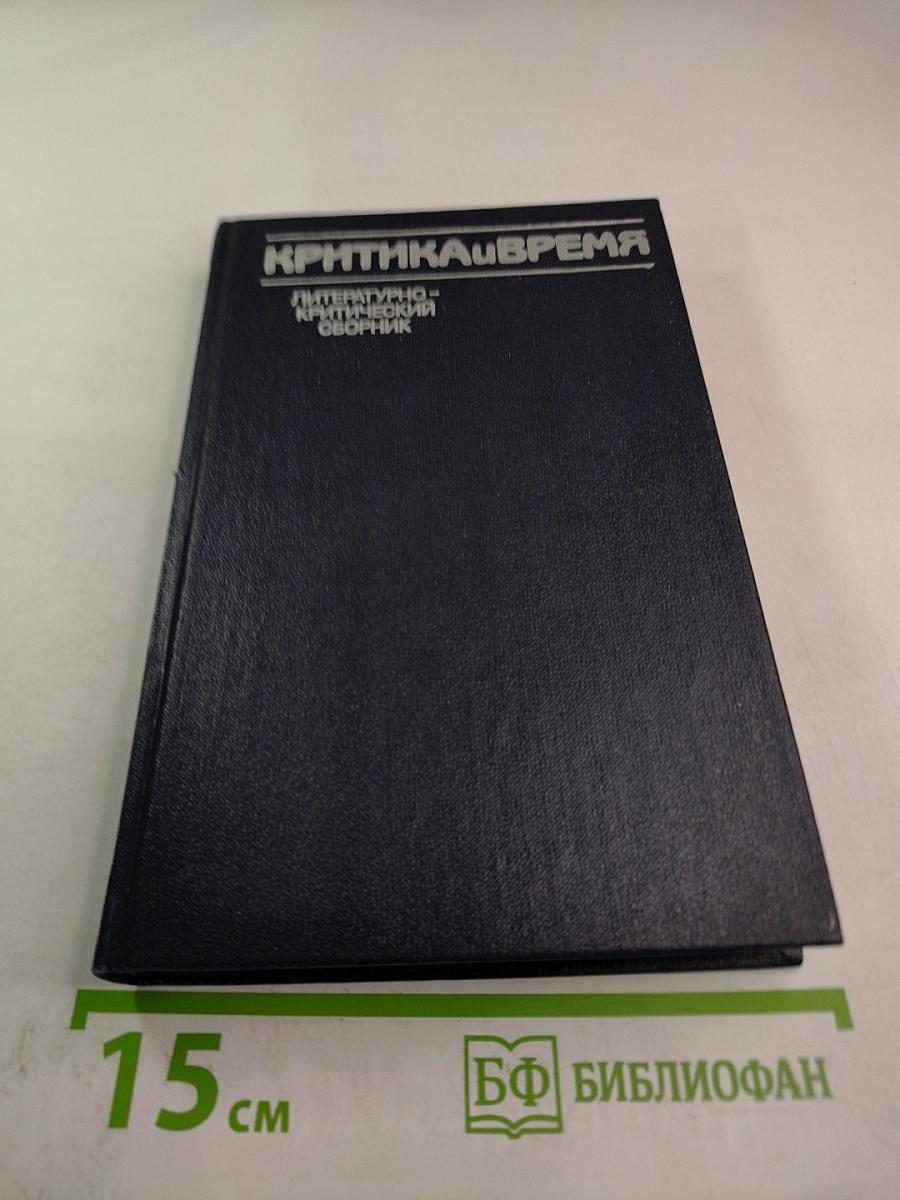 КРИТИКАиВРЕМЯ
ЛИТЕРАТУРНО-
КРИТИЧЕСКИЙ
СБОРНИК
15 см
БФ БИБЛИОФАН